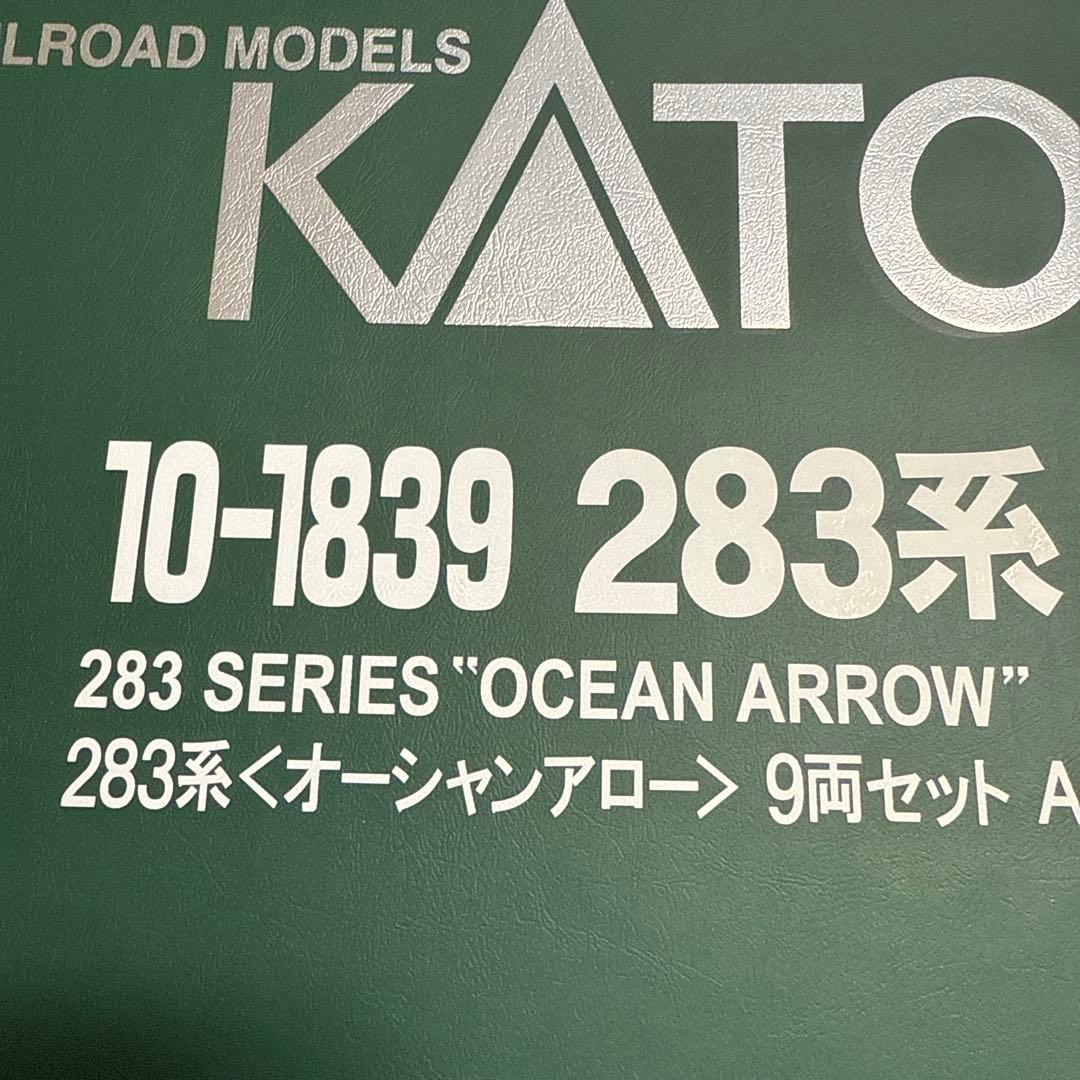 RAILROAD MODELS
KATO
10-1839 283系
283 SERIES “OCEAN ARROW”
283系<オーシャンアロー> 9両セット A